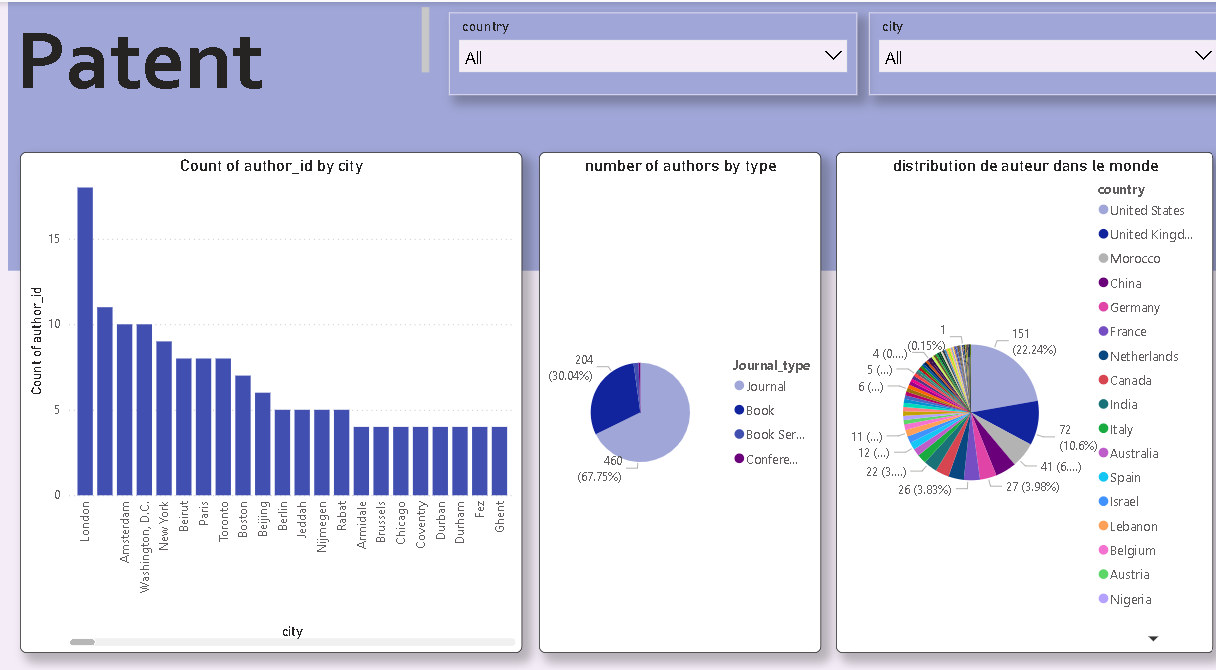 Patent
country
All
city
All
Count of author_id by city
Count of author_id
15
10
5
0
London
Amsterdam
Washington, D.C.
New York
Beirut
Paris
Toronto
Boston
Beijing
Berlin
Jeddah
Nijmegen
Rabat
Armidale
Brussels
Chicago
Coventry
Durban
Durham
Fez
Ghent
city
number of authors by type
204
(30.04%)
460
(67.75%)
Journal_type
Journal
Book
Book Ser...
Confere...
distribution de auteur dans le monde
1
(0.15%)
4 (0....)
5 (...)
6 (...)
11 (...)
12 (...)
22 (3....)
26 (3.83%)
27 (3.98%)
41 (6....)
72
(10.6%)
151
(22.24%)
country
United States
United Kingd...
Morocco
China
Germany
France
Netherlands
Canada
India
Italy
Australia
Spain
Israel
Lebanon
Belgium
Austria
Nigeria